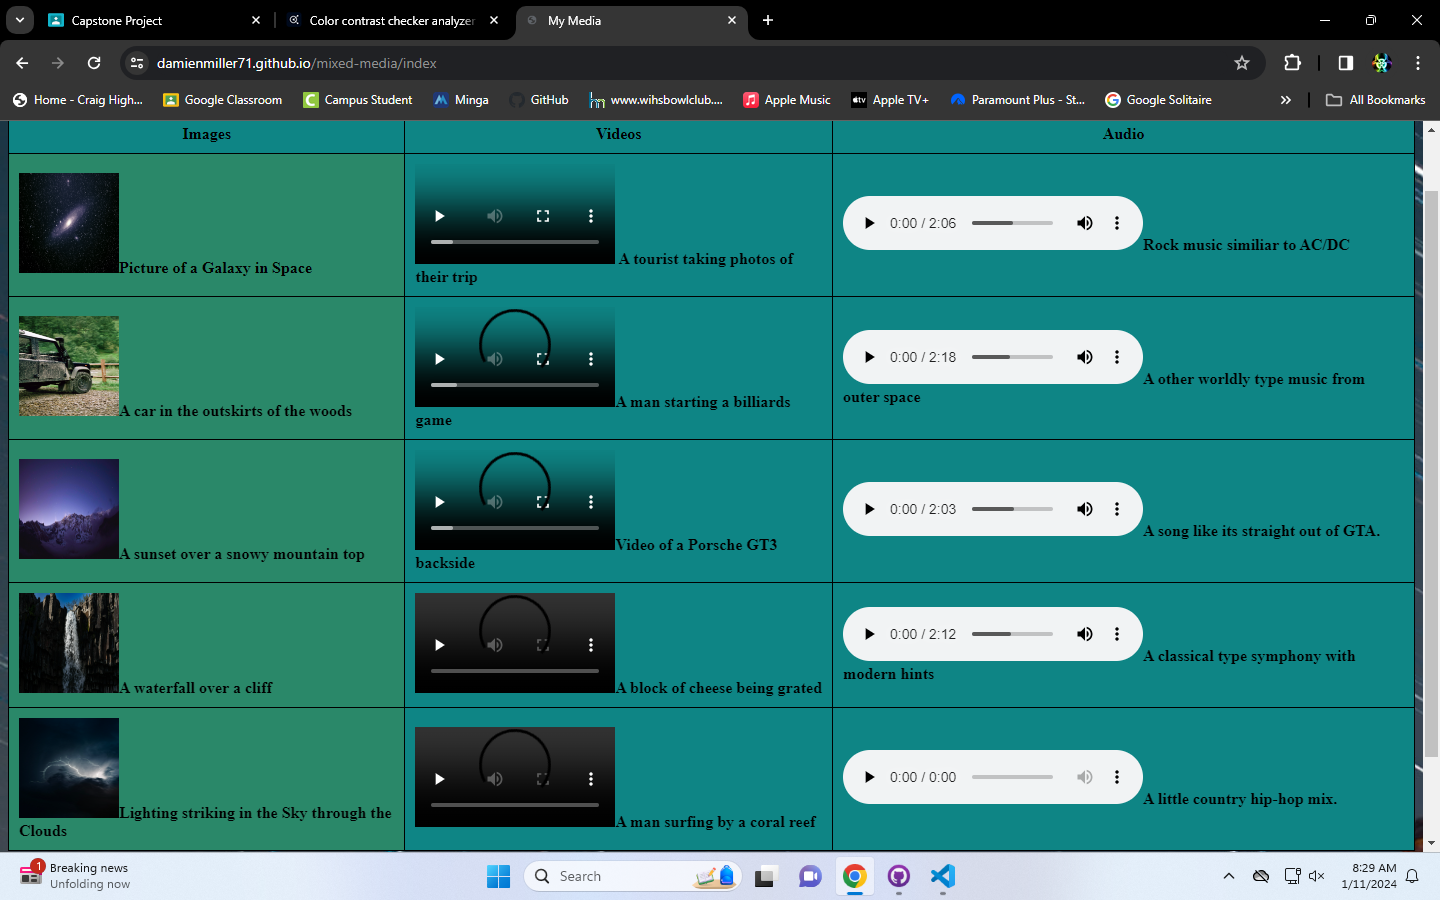 Capstone Project
Color contrast checker analyzer
My Media
damienmiller71.github.io/mixed-media/index
Home - Craig High...
Google Classroom
Campus Student
Minga
GitHub
www.wihsbowlclub....
Apple Music
Apple TV+
Paramount Plus - St...
Google Solitaire
All Bookmarks
Images
Videos
Audio
Picture of a Galaxy in Space
A tourist taking photos of
their trip
0:00 / 2:06
Rock music similiar to AC/DC
A car in the outskirts of the woods
A man starting a billiards
game
0:00 / 2:18
A other worldly type music from
outer space
A sunset over a snowy mountain top
Video of a Porsche GT3
backside
0:00 / 2:03
A song like its straight out of GTA.
A waterfall over a cliff
A block of cheese being grated
0:00 / 2:12
A classical type symphony with
modern hints
Lighting striking in the Sky through the
Clouds
A man surfing by a coral reef
0:00 / 0:00
A little country hip-hop mix.
1
Breaking news
Unfolding now
Search
8:29 AM
1/11/2024